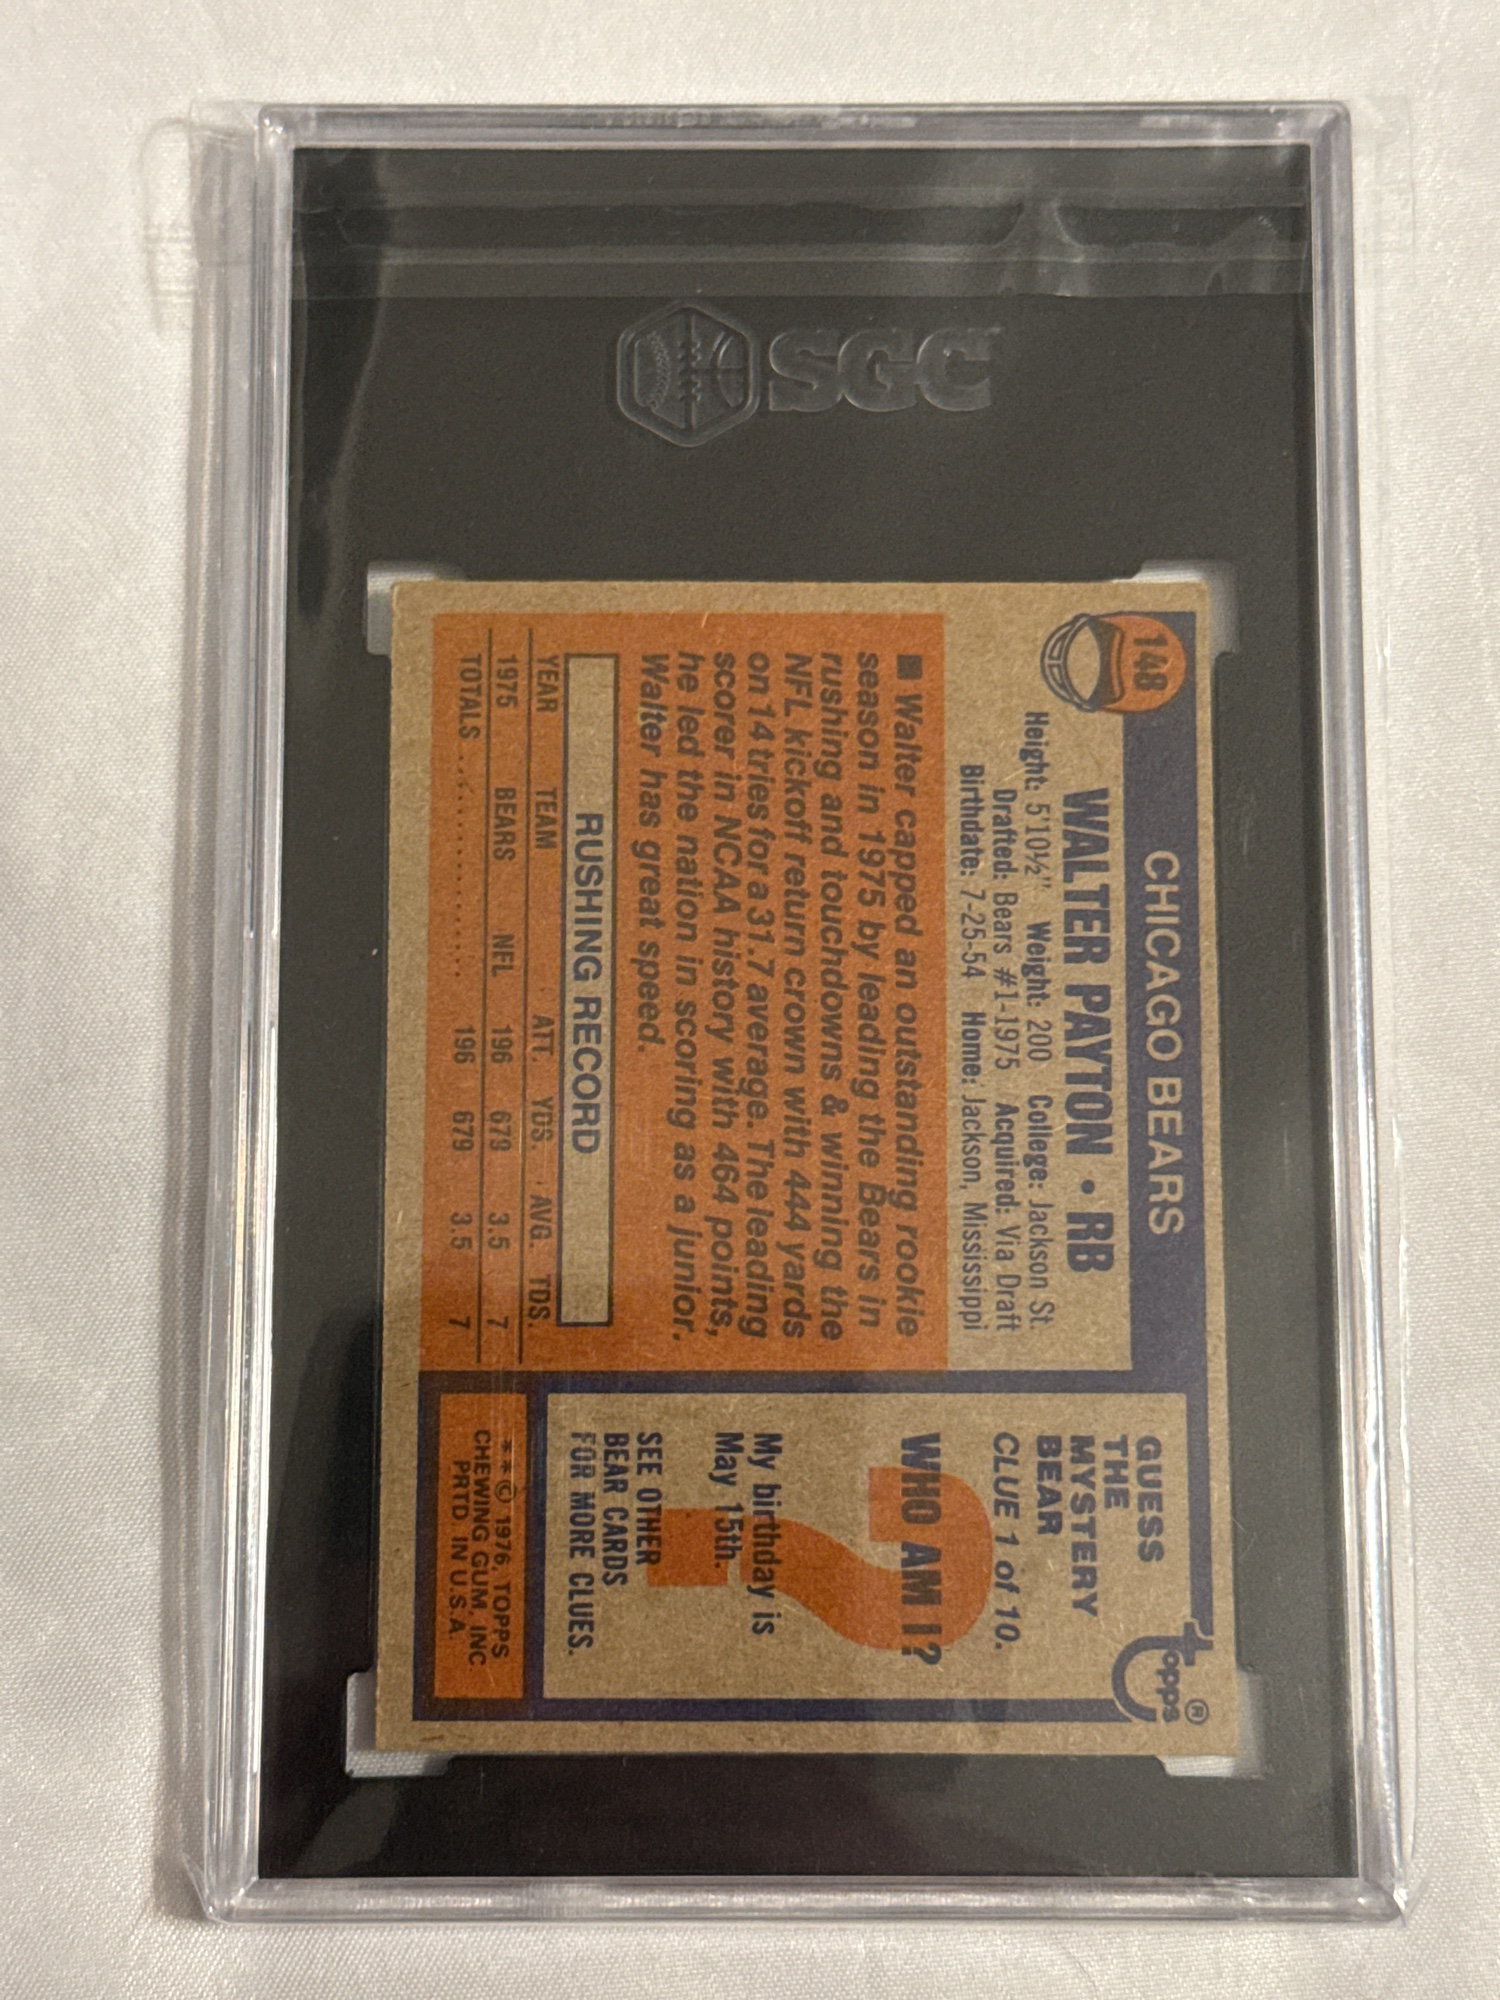 SGC
148
CHICAGO BEARS
WALTER PAYTON • RB
Height: 5'10½" Weight: 200 College: Jackson St.
Drafted: Bears #1-1975 Acquired: Via Draft
Birthdate: 7-25-54 Home: Jackson, Mississippi
■ Walter capped an outstanding rookie
season in 1975 by leading the Bears in
rushing and touchdowns & winning the
NFL kickoff return crown with 444 yards
on 14 tries for a 31.7 average. The leading
scorer in NCAA history with 464 points,
he led the nation in scoring as a junior.
Walter has great speed.
RUSHING RECORD
YEAR TEAM ATT. YDS. AVG. TDS.
1975 BEARS NFL 196 679 3.5 7
TOTALS .................. 196 679 3.5 7
topps®
GUESS
THE
MYSTERY
BEAR
CLUE 1 of 10.
WHO AM I?
?
My birthday is
May 15th.
SEE OTHER
BEAR CARDS
FOR MORE CLUES.
**© 1976, TOPPS
CHEWING GUM, INC.
PRTD. IN U.S.A.